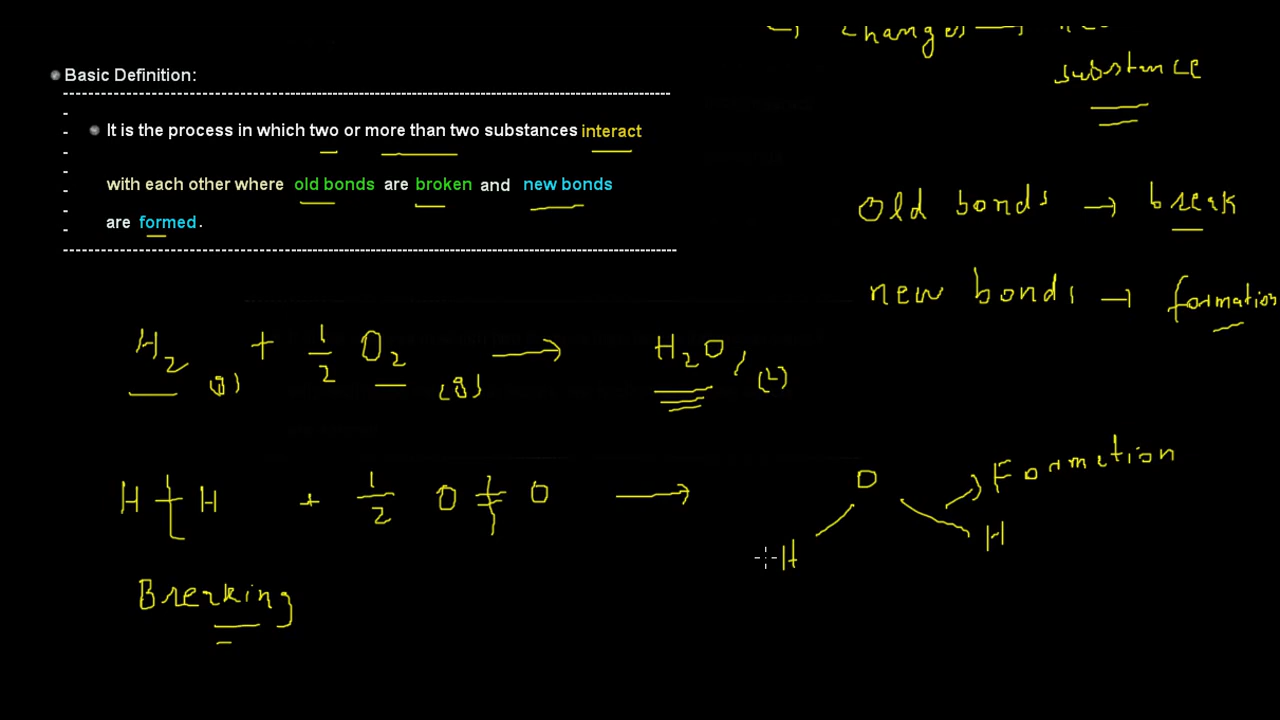 changes →
substance
Basic Definition:
It is the process in which two or more than two substances interact
with each other where old bonds are broken and new bonds
are formed.
Old bonds → break
new bonds → formation
H₂ (g) + 1/2 O₂ (g) → H₂O, (L)
H-H + 1/2 O=O →
O
H H
Formation
Breaking